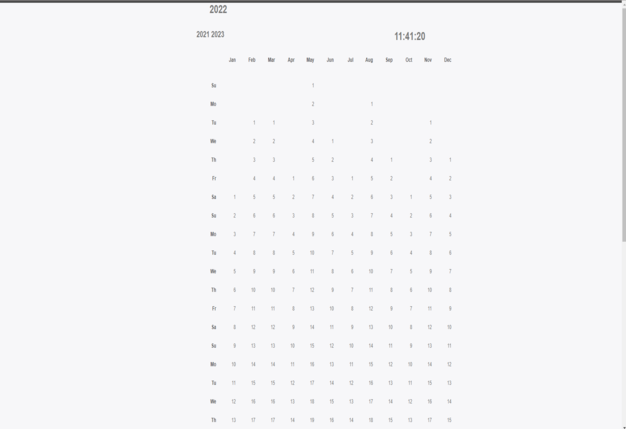 2022
2021 2023
11:41:20
Jan Feb Mar Apr May Jun Jul Aug Sep Oct Nov Dec
Su 1
Mo 2 1
Tu 1 1 3 2 1
We 2 2 4 1 3 2
Th 3 3 5 2 4 1 3 1
Fr 4 4 1 6 3 1 5 2 4 2
Sa 1 5 5 2 7 4 2 6 3 1 5 3
Su 2 6 6 3 8 5 3 7 4 2 6 4
Mo 3 7 7 4 9 6 4 8 5 3 7 5
Tu 4 8 8 5 10 7 5 9 6 4 8 6
We 5 9 9 6 11 8 6 10 7 5 9 7
Th 6 10 10 7 12 9 7 11 8 6 10 8
Fr 7 11 11 8 13 10 8 12 9 7 11 9
Sa 8 12 12 9 14 11 9 13 10 8 12 10
Su 9 13 13 10 15 12 10 14 11 9 13 11
Mo 10 14 14 11 16 13 11 15 12 10 14 12
Tu 11 15 15 12 17 14 12 16 13 11 15 13
We 12 16 16 13 18 15 13 17 14 12 16 14
Th 13 17 17 14 19 16 14 18 15 13 17 15